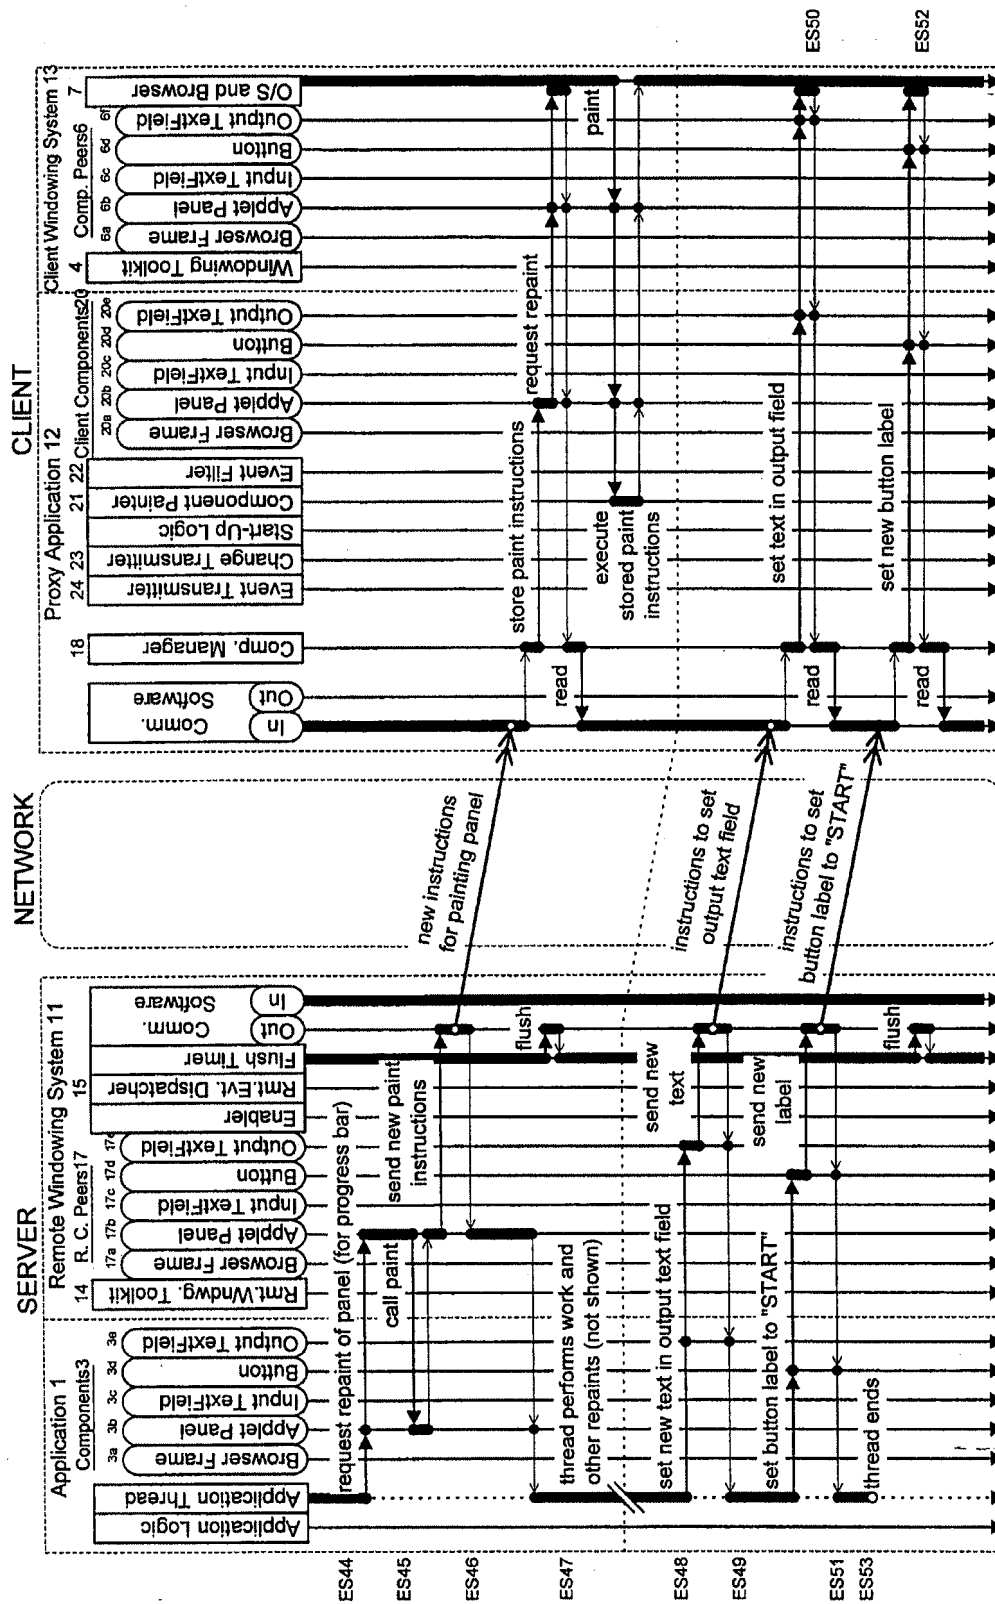 SERVER
NETWORK
CLIENT
Application 1
Components3
3a
3b
3c
3d
3e
Application Logic
Application Thread
Browser Frame
Applet Panel
Input TextField
Button
Output TextField
Remote Windowing System 11
14
R. C. Peers17
17a
17b
17c
17d
15
Rmt.Wndwg. Toolkit
Browser Frame
Applet Panel
Input TextField
Button
Output TextField
Enabler
Rmt.Evt. Dispatcher
Flush Timer
Comm.
Software
Out
In
Proxy Application 12
18
24
23
21
22
Client Components20
20a
20b
20c
20d
20e
Comm.
Software
In
Out
Comp. Manager
Event Transmitter
Change Transmitter
Start-Up Logic
Component Painter
Event Filter
Browser Frame
Applet Panel
Input TextField
Button
Output TextField
Client Windowing System 13
4
Comp. Peers6
6a
6b
6c
6d
6f
7
Windowing Toolkit
Browser Frame
Applet Panel
Input TextField
Button
Output TextField
O/S and Browser
ES44
request repaint of panel (for progress bar)
ES45
call paint
send new paint
instructions
ES46
new instructions
for painting panel
store paint instructions
request repaint
read
flush
ES47
paint
execute
stored paint
instructions
thread performs work and
other repaints (not shown)
ES48
set new text in output text field
send new
text
ES49
instructions to set
output text field
set text in output field
read
ES50
set button label to "START"
send new
label
ES51
instructions to set
button label to "START"
set new button label
read
ES52
flush
ES53
thread ends